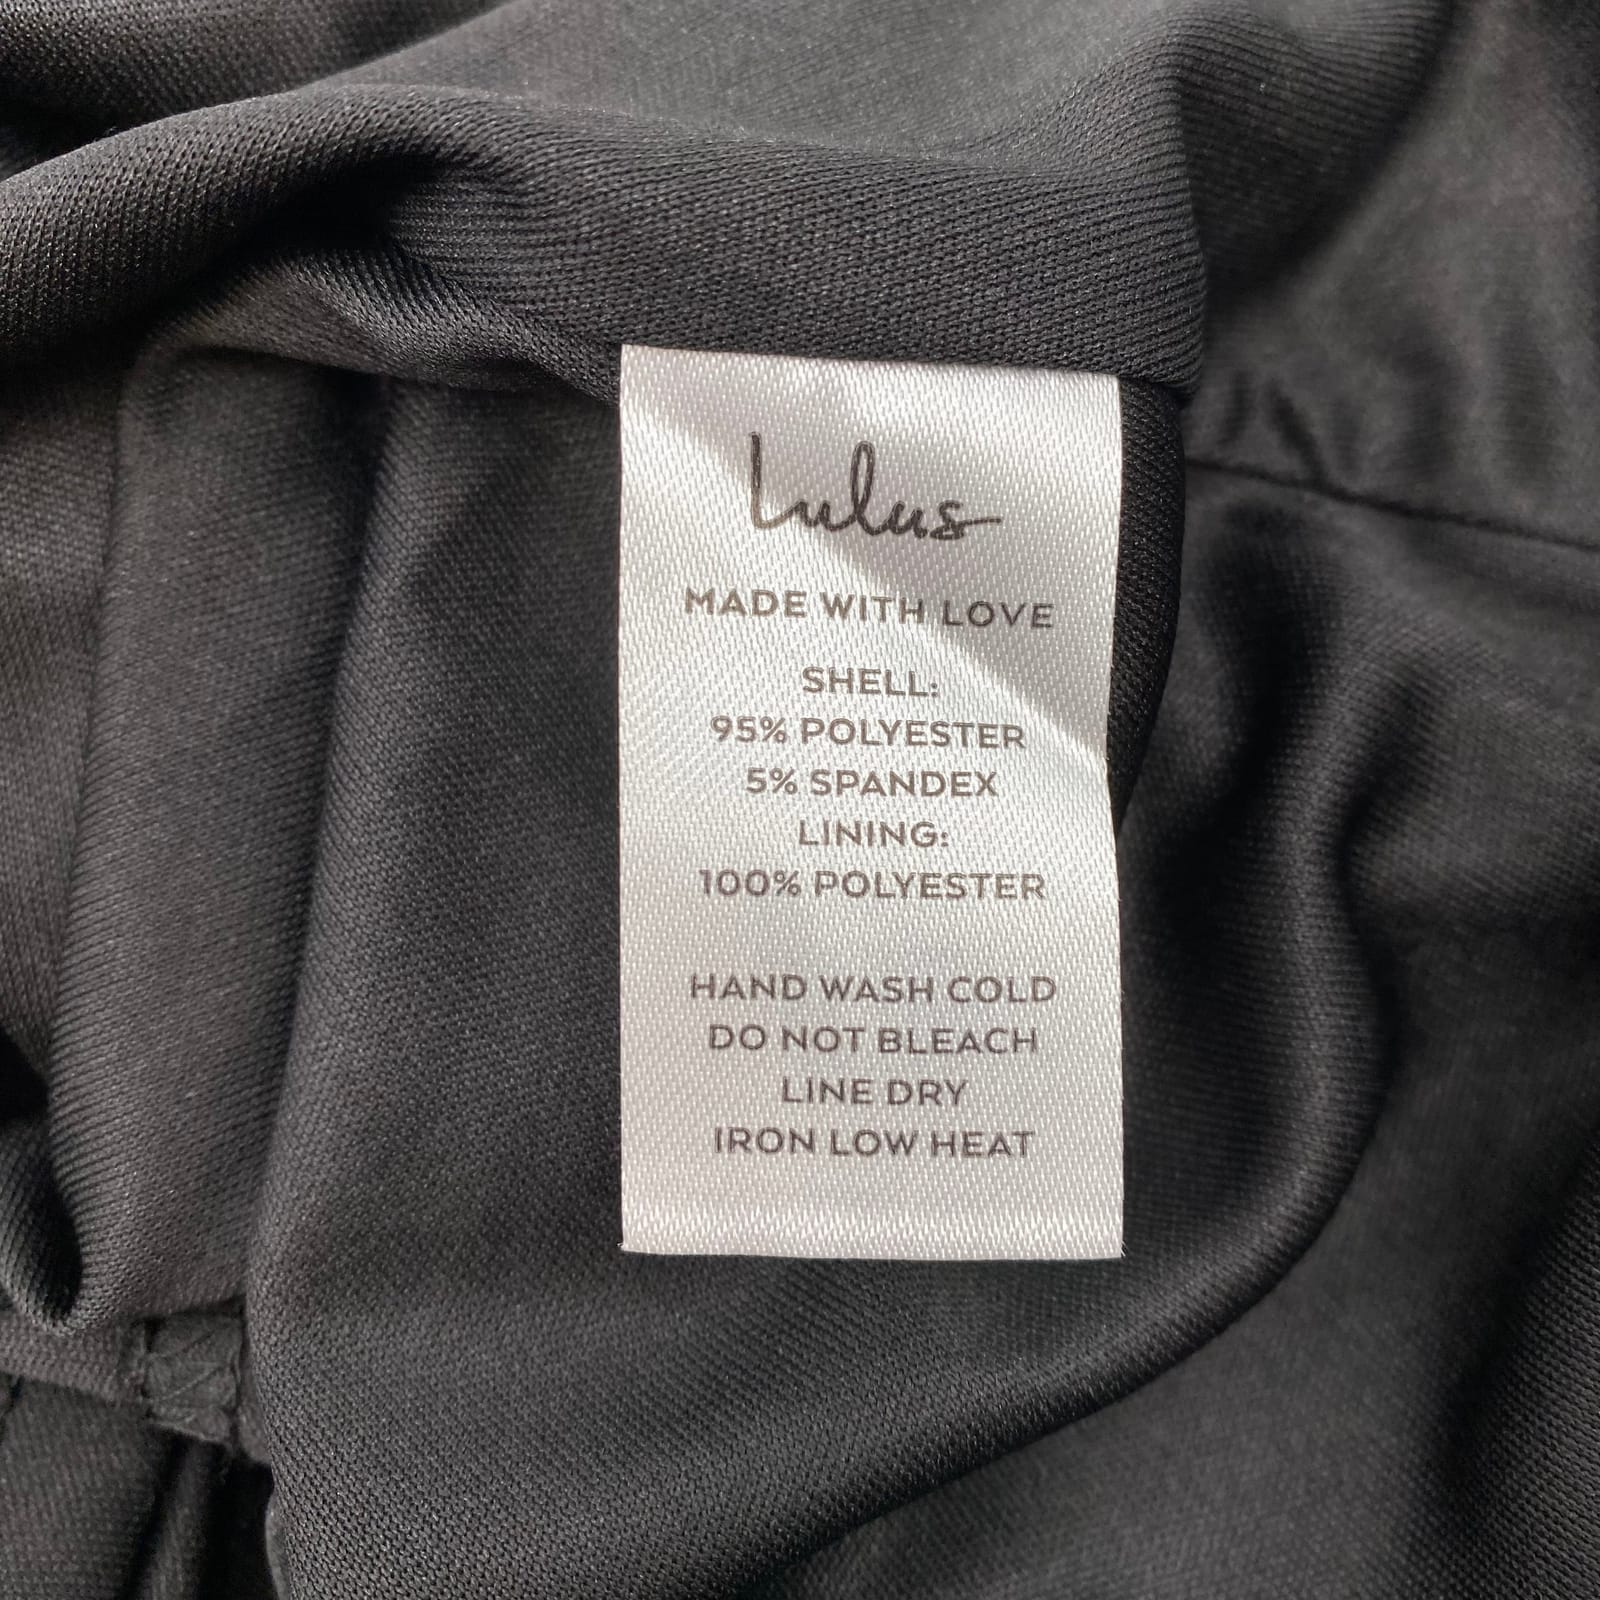 Lulus
MADE WITH LOVE
SHELL:
95% POLYESTER
5% SPANDEX
LINING:
100% POLYESTER
HAND WASH COLD
DO NOT BLEACH
LINE DRY
IRON LOW HEAT